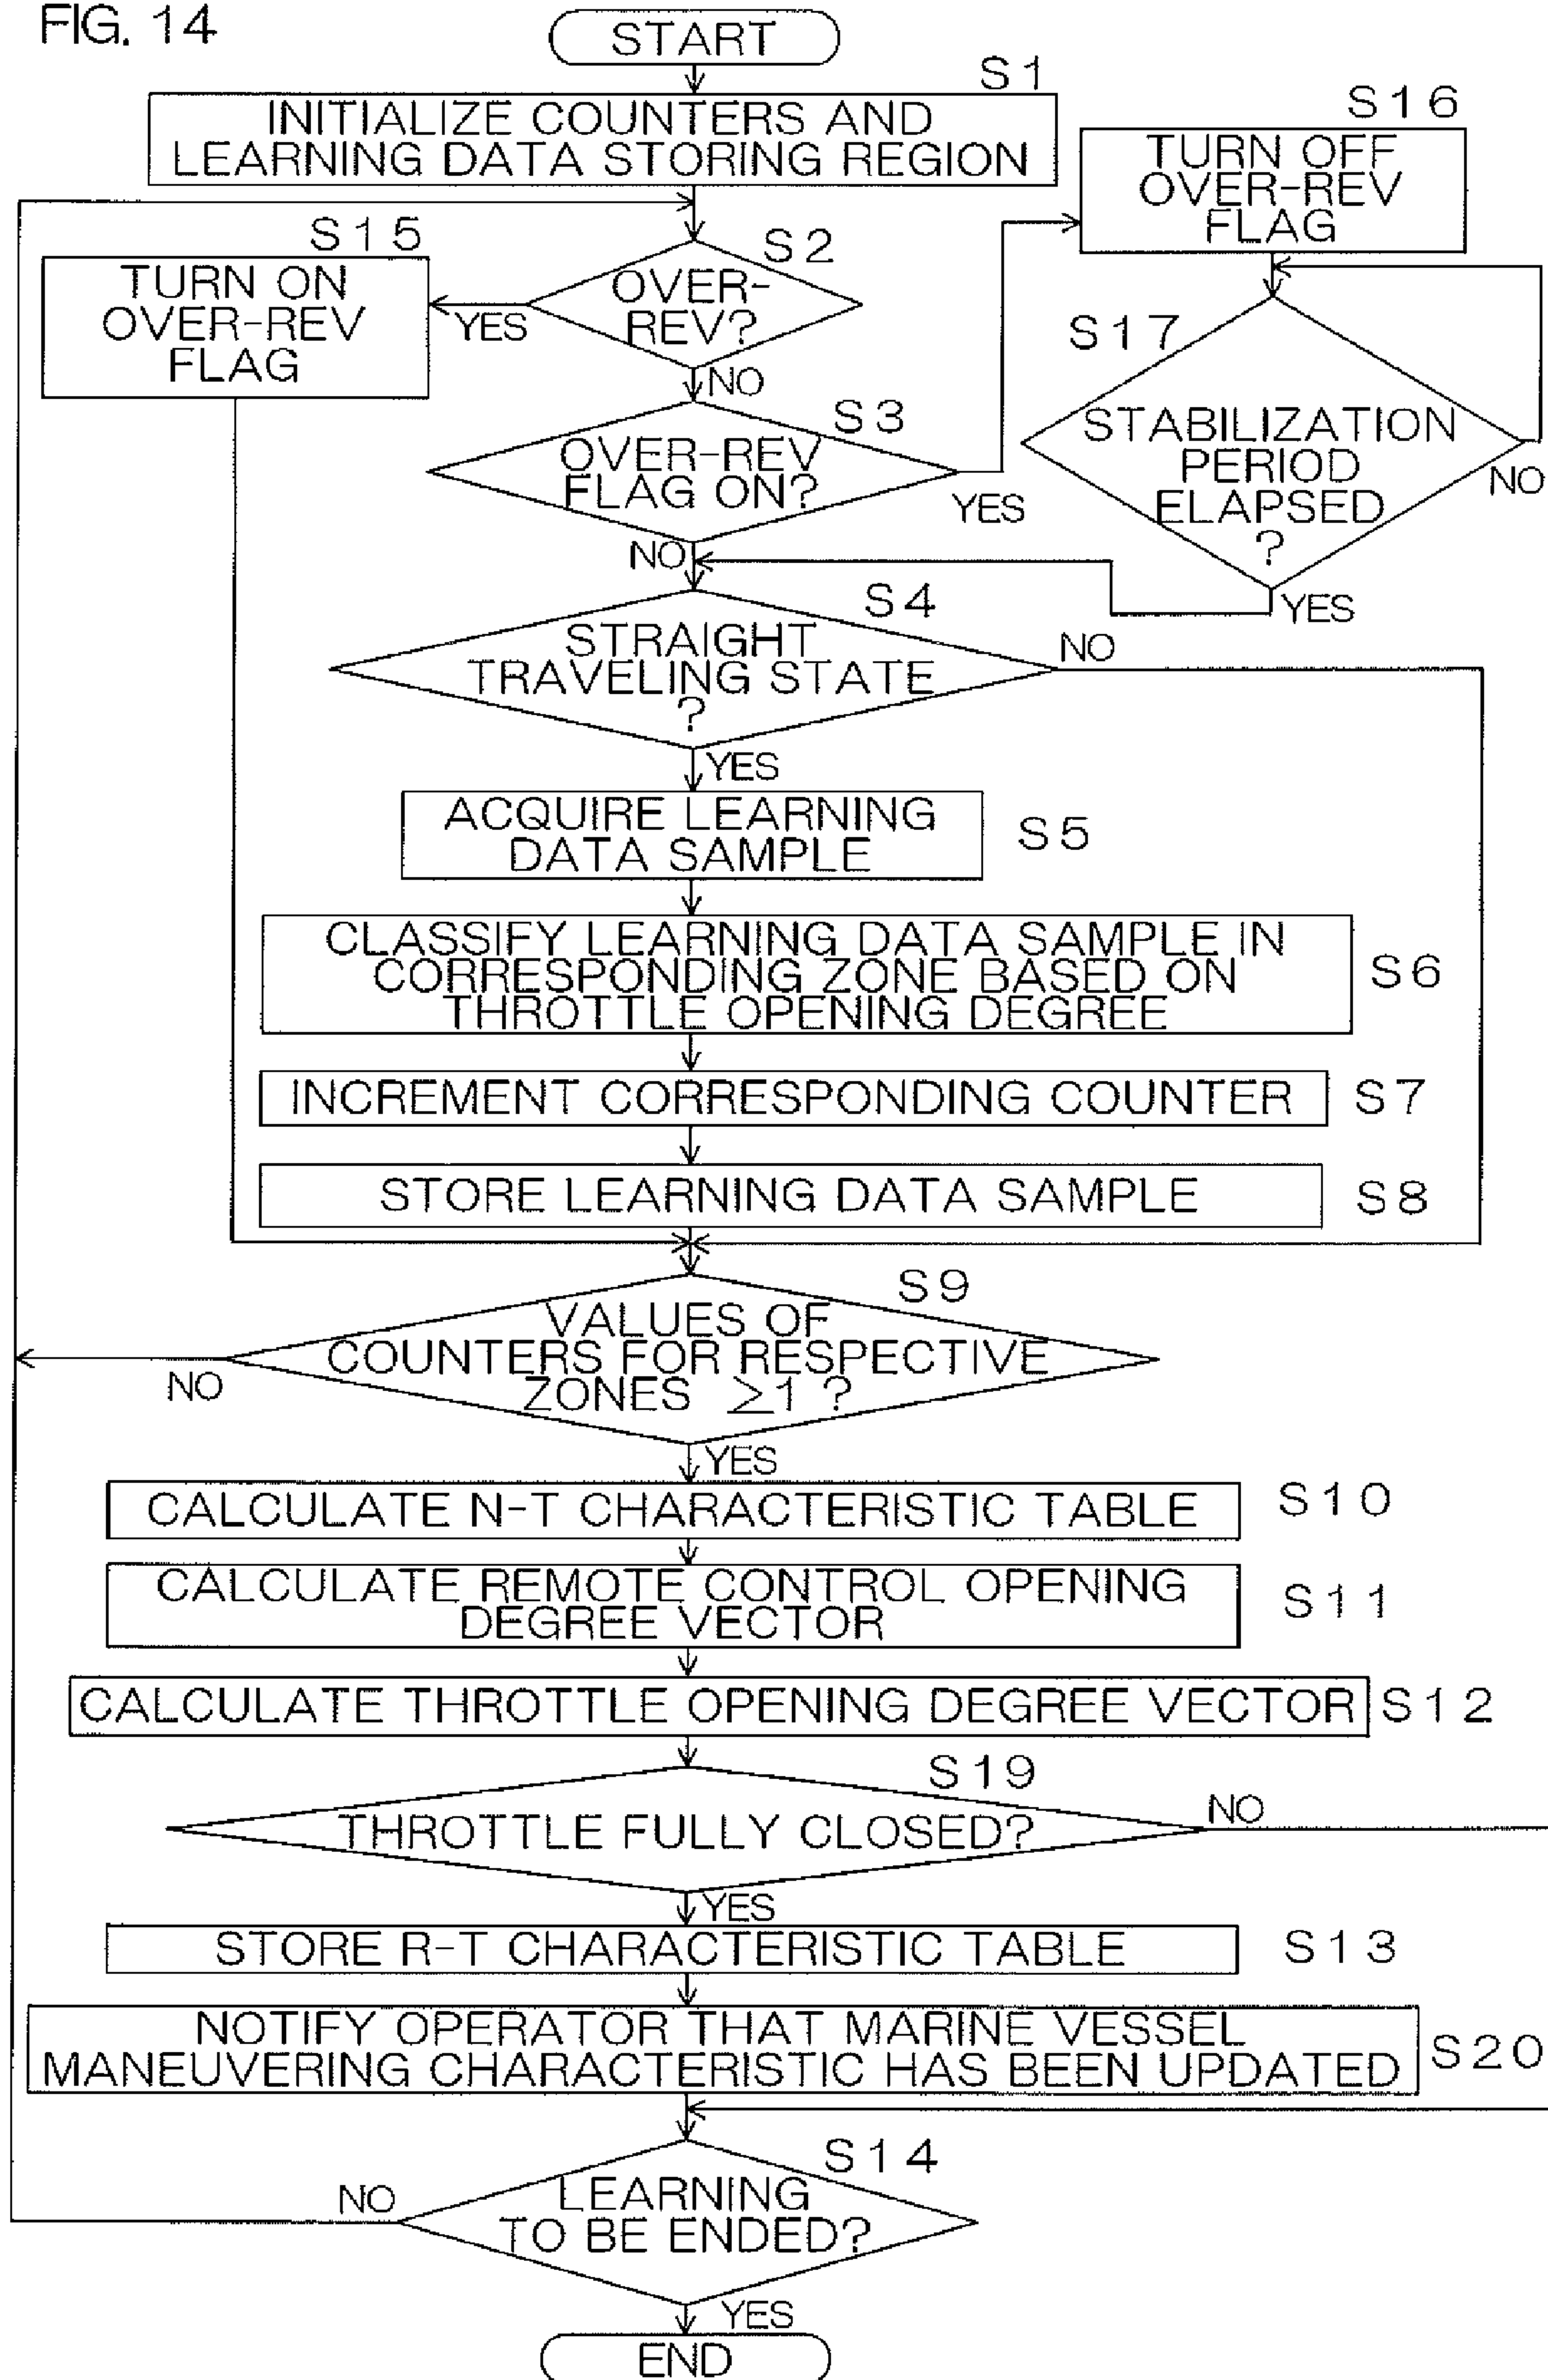 FIG. 14
START
S1
INITIALIZE COUNTERS AND
LEARNING DATA STORING REGION
S16
TURN OFF
OVER-REV
FLAG
S15
TURN ON
OVER-REV
FLAG
S2
OVER-
REV?
YES
NO
S17
STABILIZATION
PERIOD
ELAPSED
?
NO
YES
S3
OVER-REV
FLAG ON?
YES
NO
S4
STRAIGHT
TRAVELING STATE
?
NO
YES
ACQUIRE LEARNING
DATA SAMPLE
S5
CLASSIFY LEARNING DATA SAMPLE IN
CORRESPONDING ZONE BASED ON
THROTTLE OPENING DEGREE
S6
INCREMENT CORRESPONDING COUNTER
S7
STORE LEARNING DATA SAMPLE
S8
S9
VALUES OF
COUNTERS FOR RESPECTIVE
ZONES ≥1 ?
NO
YES
CALCULATE N-T CHARACTERISTIC TABLE
S10
CALCULATE REMOTE CONTROL OPENING
DEGREE VECTOR
S11
CALCULATE THROTTLE OPENING DEGREE VECTOR
S12
S19
THROTTLE FULLY CLOSED?
NO
YES
STORE R-T CHARACTERISTIC TABLE
S13
NOTIFY OPERATOR THAT MARINE VESSEL
MANEUVERING CHARACTERISTIC HAS BEEN UPDATED
S20
S14
LEARNING
TO BE ENDED?
NO
YES
END